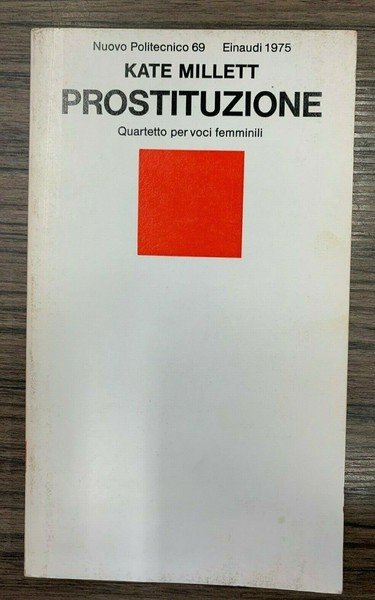 Nuovo Politecnico 69 Einaudi 1975
KATE MILLETT
PROSTITUZIONE
Quartetto per voci femminili